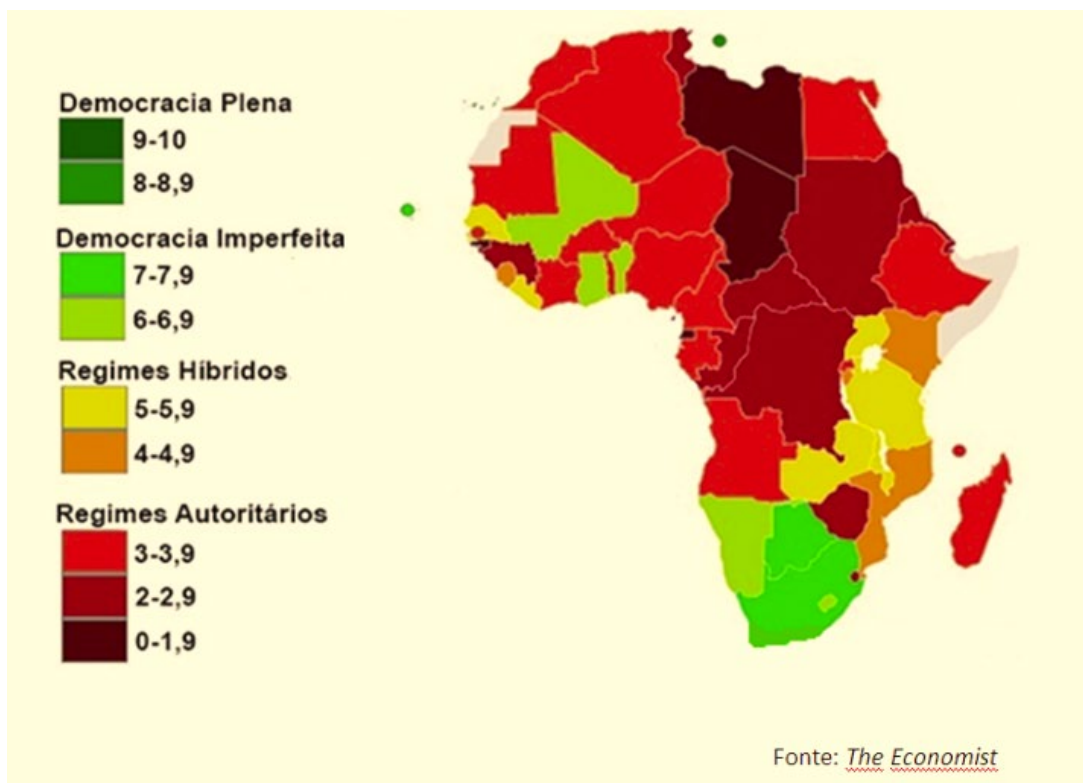 Democracia Plena
9-10
8-8,9
Democracia Imperfeita
7-7,9
6-6,9
Regimes Híbridos
5-5,9
4-4,9
Regimes Autoritários
3-3,9
2-2,9
0-1,9
Fonte: The Economist